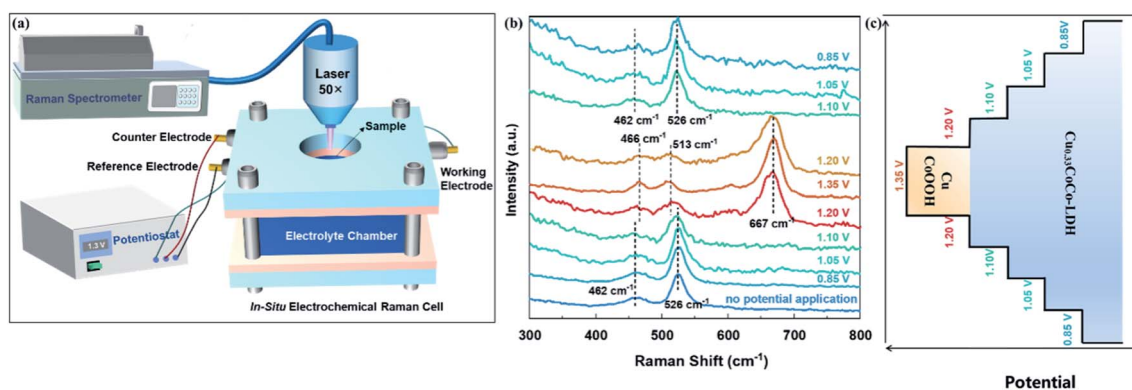 (a)
Raman Spectrometer
Laser
50×
Sample
Counter Electrode
Reference Electrode
Working
Electrode
1.3 V
Potentiostat
Electrolyte Chamber
In-Situ Electrochemical Raman Cell
(b)
Intensity (a.u.)
0.85 V
1.05 V
1.10 V
462 cm⁻¹
526 cm⁻¹
466 cm⁻¹
513 cm⁻¹
1.20 V
1.35 V
1.20 V
667 cm⁻¹
1.10 V
1.05 V
0.85 V
462 cm⁻¹
526 cm⁻¹
no potential application
300 400 500 600 700 800
Raman Shift (cm⁻¹)
(c)
0.85V
1.05 V
1.10 V
1.20 V
1.35 V
Cu
CoOOH
Cu0.33CoCo-LDH
1.20 V
1.10V
1.05 V
0.85 V
Potential